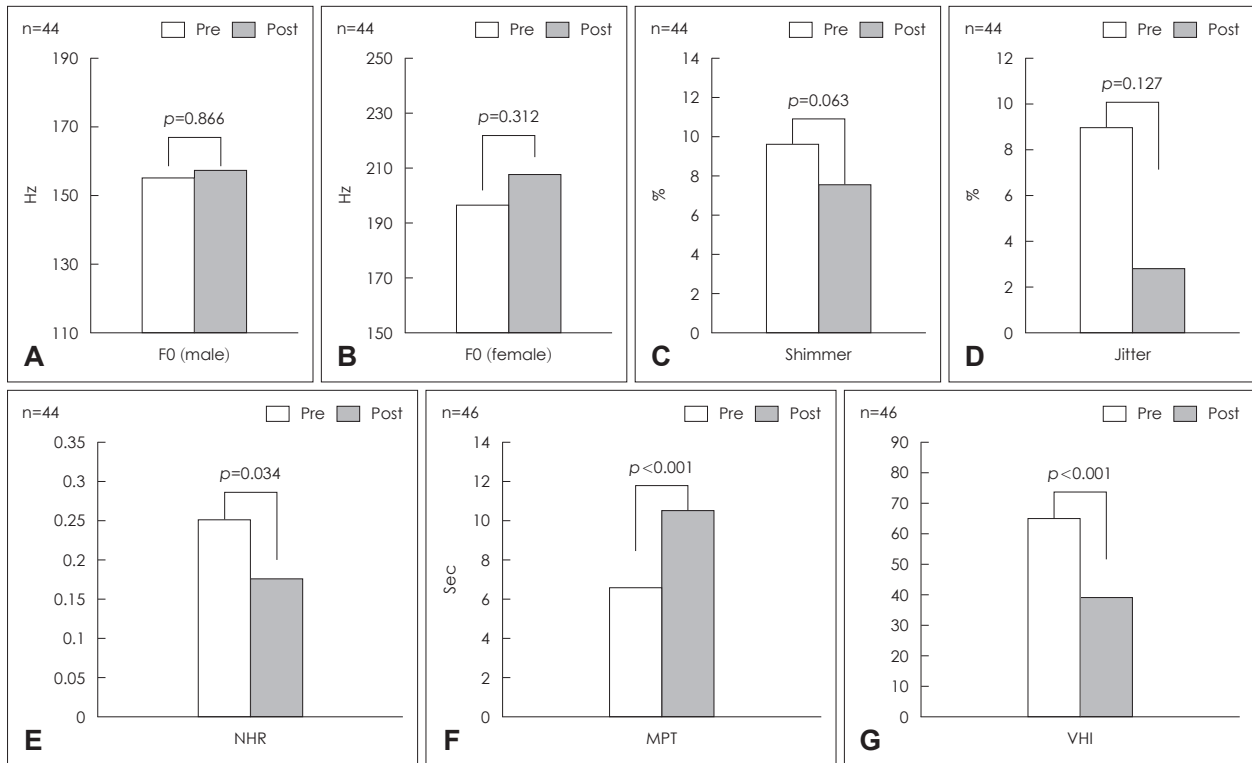 n=44 Pre Post
190
170
150
130
110
Hz
p=0.866
F0 (male)
A
n=44 Pre Post
250
230
210
190
170
150
Hz
p=0.312
F0 (female)
B
n=44 Pre Post
14
12
10
8
6
4
2
0
%
p=0.063
Shimmer
C
n=44 Pre Post
12
10
8
6
4
2
0
%
p=0.127
Jitter
D
n=44 Pre Post
0.35
0.3
0.25
0.2
0.15
0.1
0.05
0
p=0.034
NHR
E
n=46 Pre Post
14
12
10
8
6
4
2
0
Sec
p<0.001
MPT
F
n=46 Pre Post
90
80
70
60
50
40
30
20
10
0
p<0.001
VHI
G